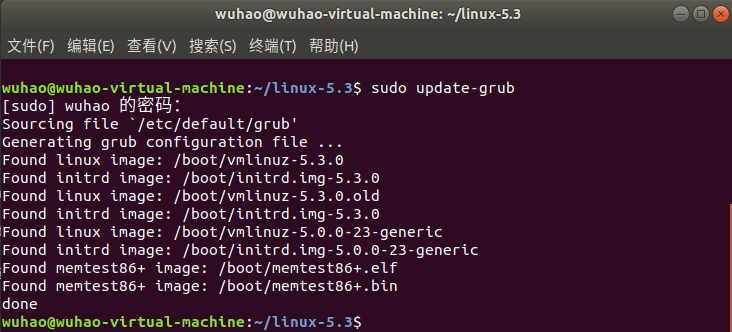 wuhao@wuhao-virtual-machine: ~/linux-5.3
文件(F) 编辑(E) 查看(V) 搜索(S) 终端(T) 帮助(H)
wuhao@wuhao-virtual-machine:~/linux-5.3$ sudo update-grub
[sudo] wuhao 的密码：
Sourcing file `/etc/default/grub'
Generating grub configuration file ...
Found linux image: /boot/vmlinuz-5.3.0
Found initrd image: /boot/initrd.img-5.3.0
Found linux image: /boot/vmlinuz-5.3.0.old
Found initrd image: /boot/initrd.img-5.3.0
Found linux image: /boot/vmlinuz-5.0.0-23-generic
Found initrd image: /boot/initrd.img-5.0.0-23-generic
Found memtest86+ image: /boot/memtest86+.elf
Found memtest86+ image: /boot/memtest86+.bin
done
wuhao@wuhao-virtual-machine:~/linux-5.3$